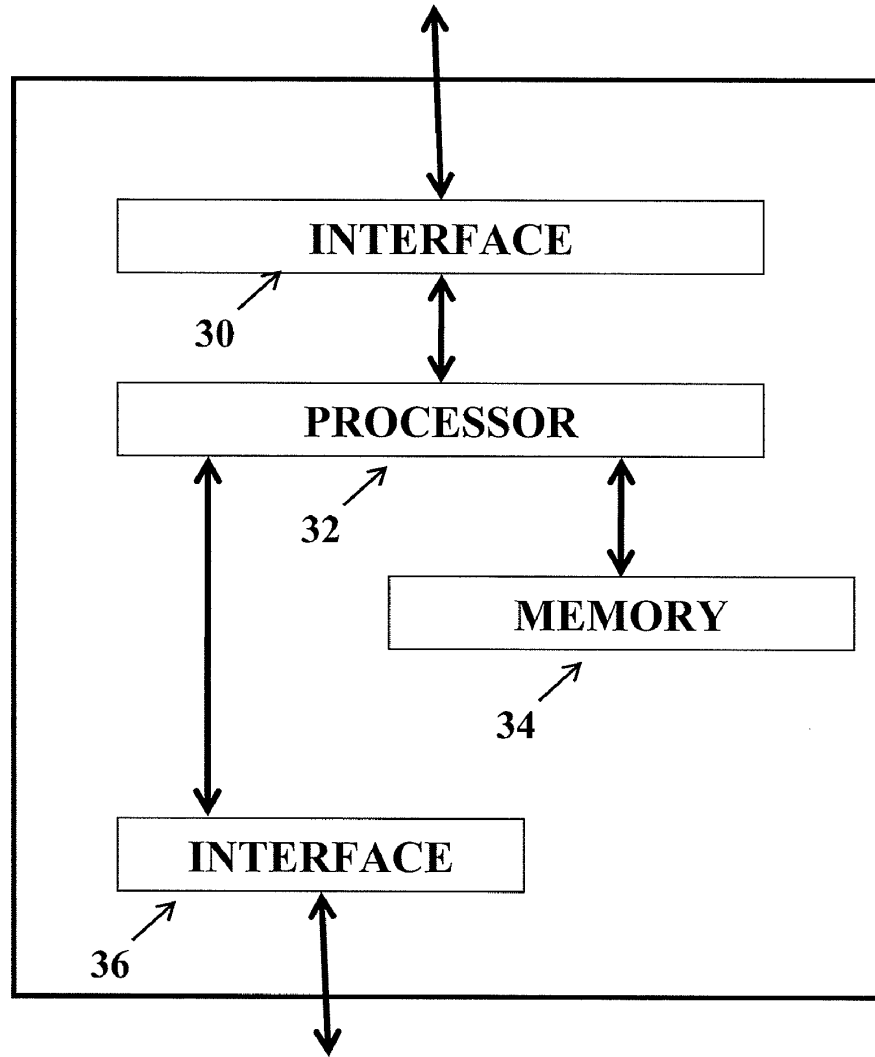 INTERFACE
30
PROCESSOR
32
MEMORY
34
INTERFACE
36